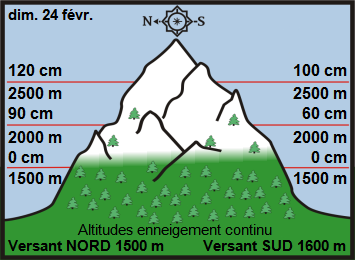 dim. 24 févr.
N S
120 cm 100 cm
2500 m 2500 m
90 cm 60 cm
2000 m 2000 m
0 cm 0 cm
1500 m 1500 m
Altitudes enneigement continu
Versant NORD 1500 m Versant SUD 1600 m